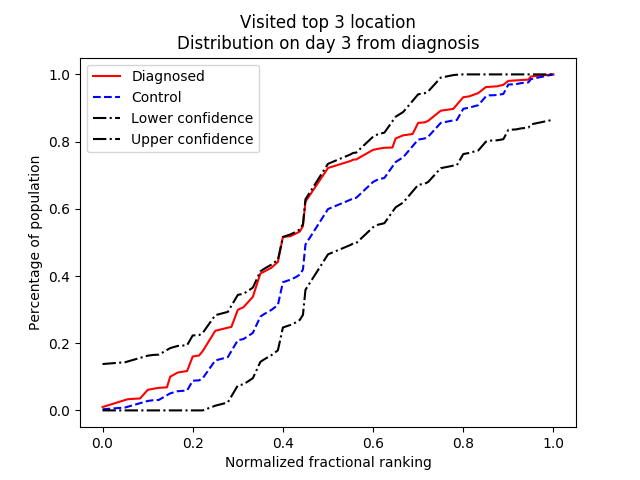 Visited top 3 location
Distribution on day 3 from diagnosis
Diagnosed
Control
Lower confidence
Upper confidence
Percentage of population
1.0
0.8
0.6
0.4
0.2
0.0
0.0 0.2 0.4 0.6 0.8 1.0
Normalized fractional ranking